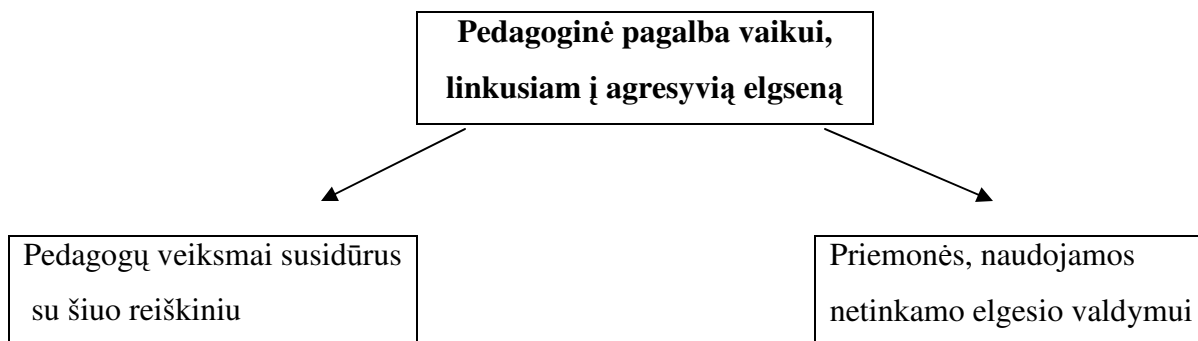 Pedagoginė pagalba vaikui,
linkusiam į agresyvią elgseną
Pedagogų veiksmai susidūrus
su šiuo reiškiniu
Priemonės, naudojamos
netinkamo elgesio valdymui